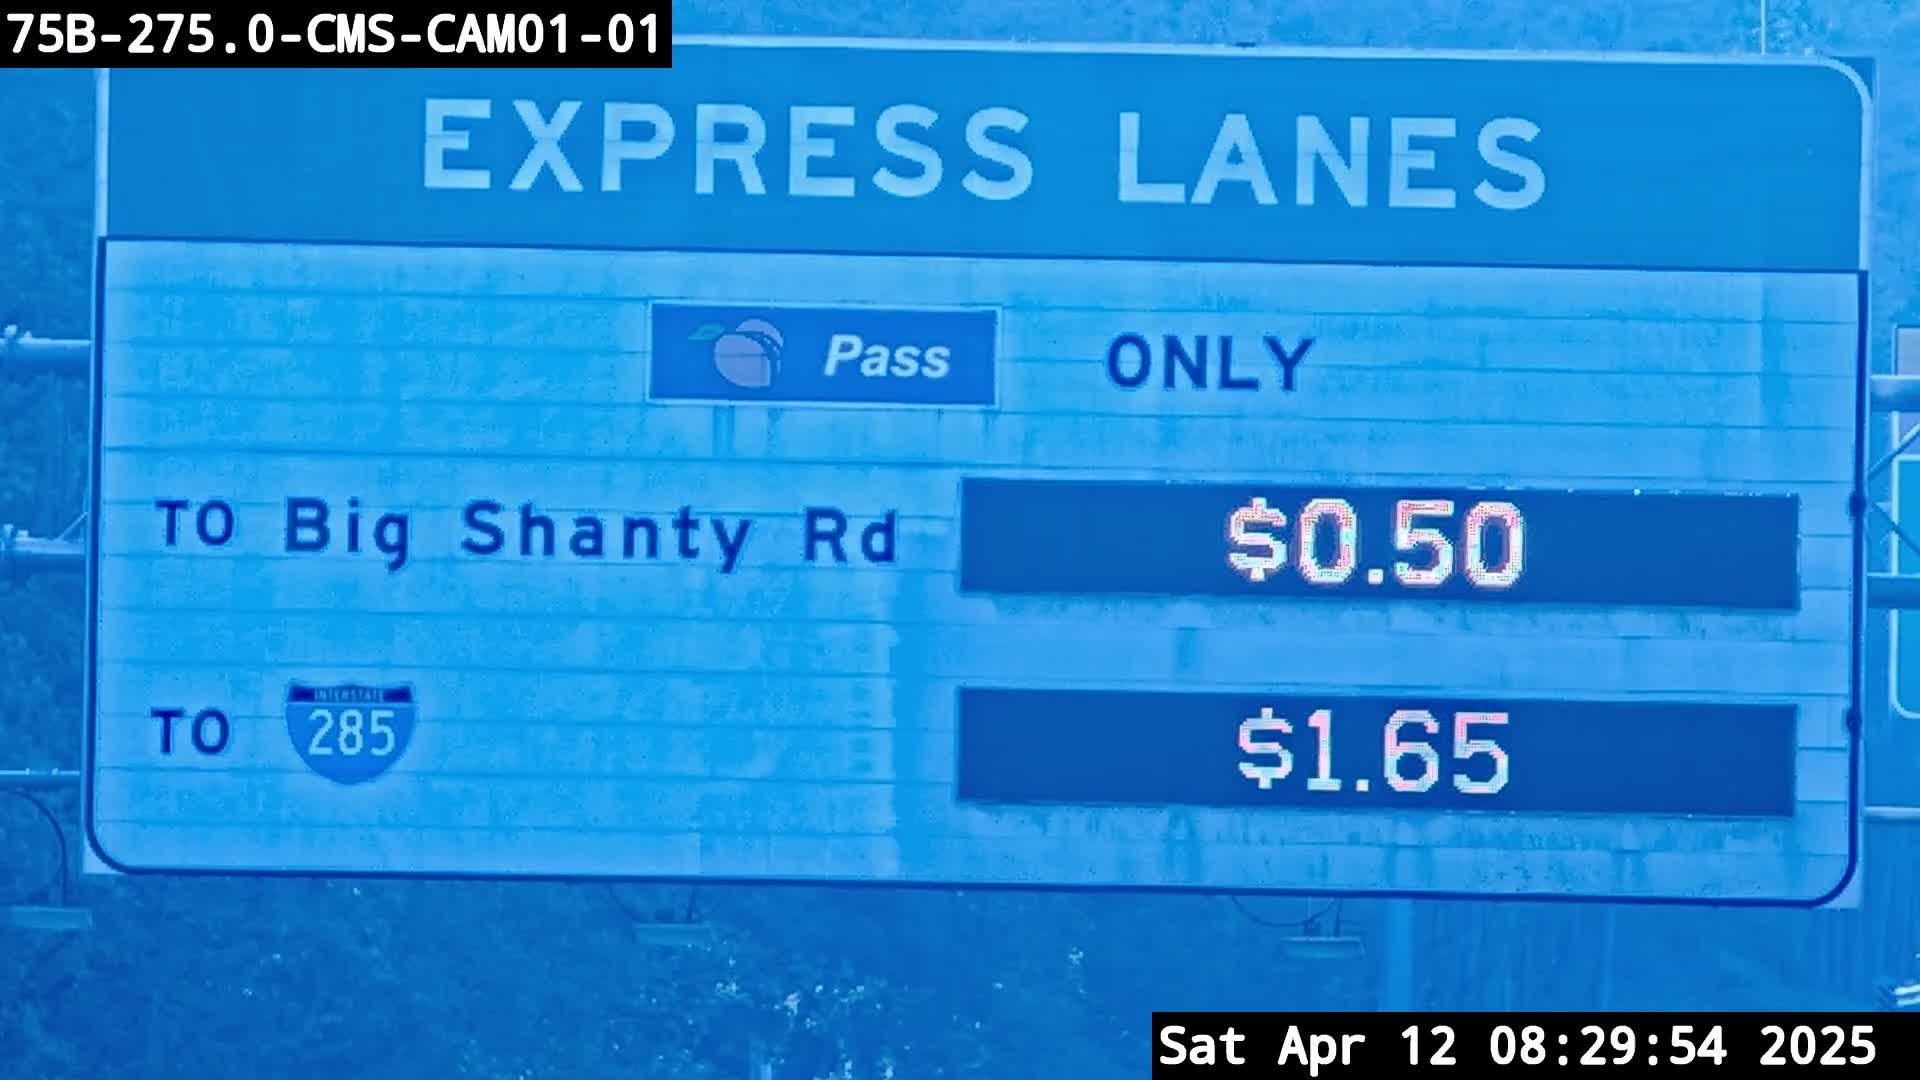 75B-275.0-CMS-CAM01-01
EXPRESS LANES
Pass ONLY
TO Big Shanty Rd $0.50
INTERSTATE
TO 285 $1.65
Sat Apr 12 08:29:54 2025